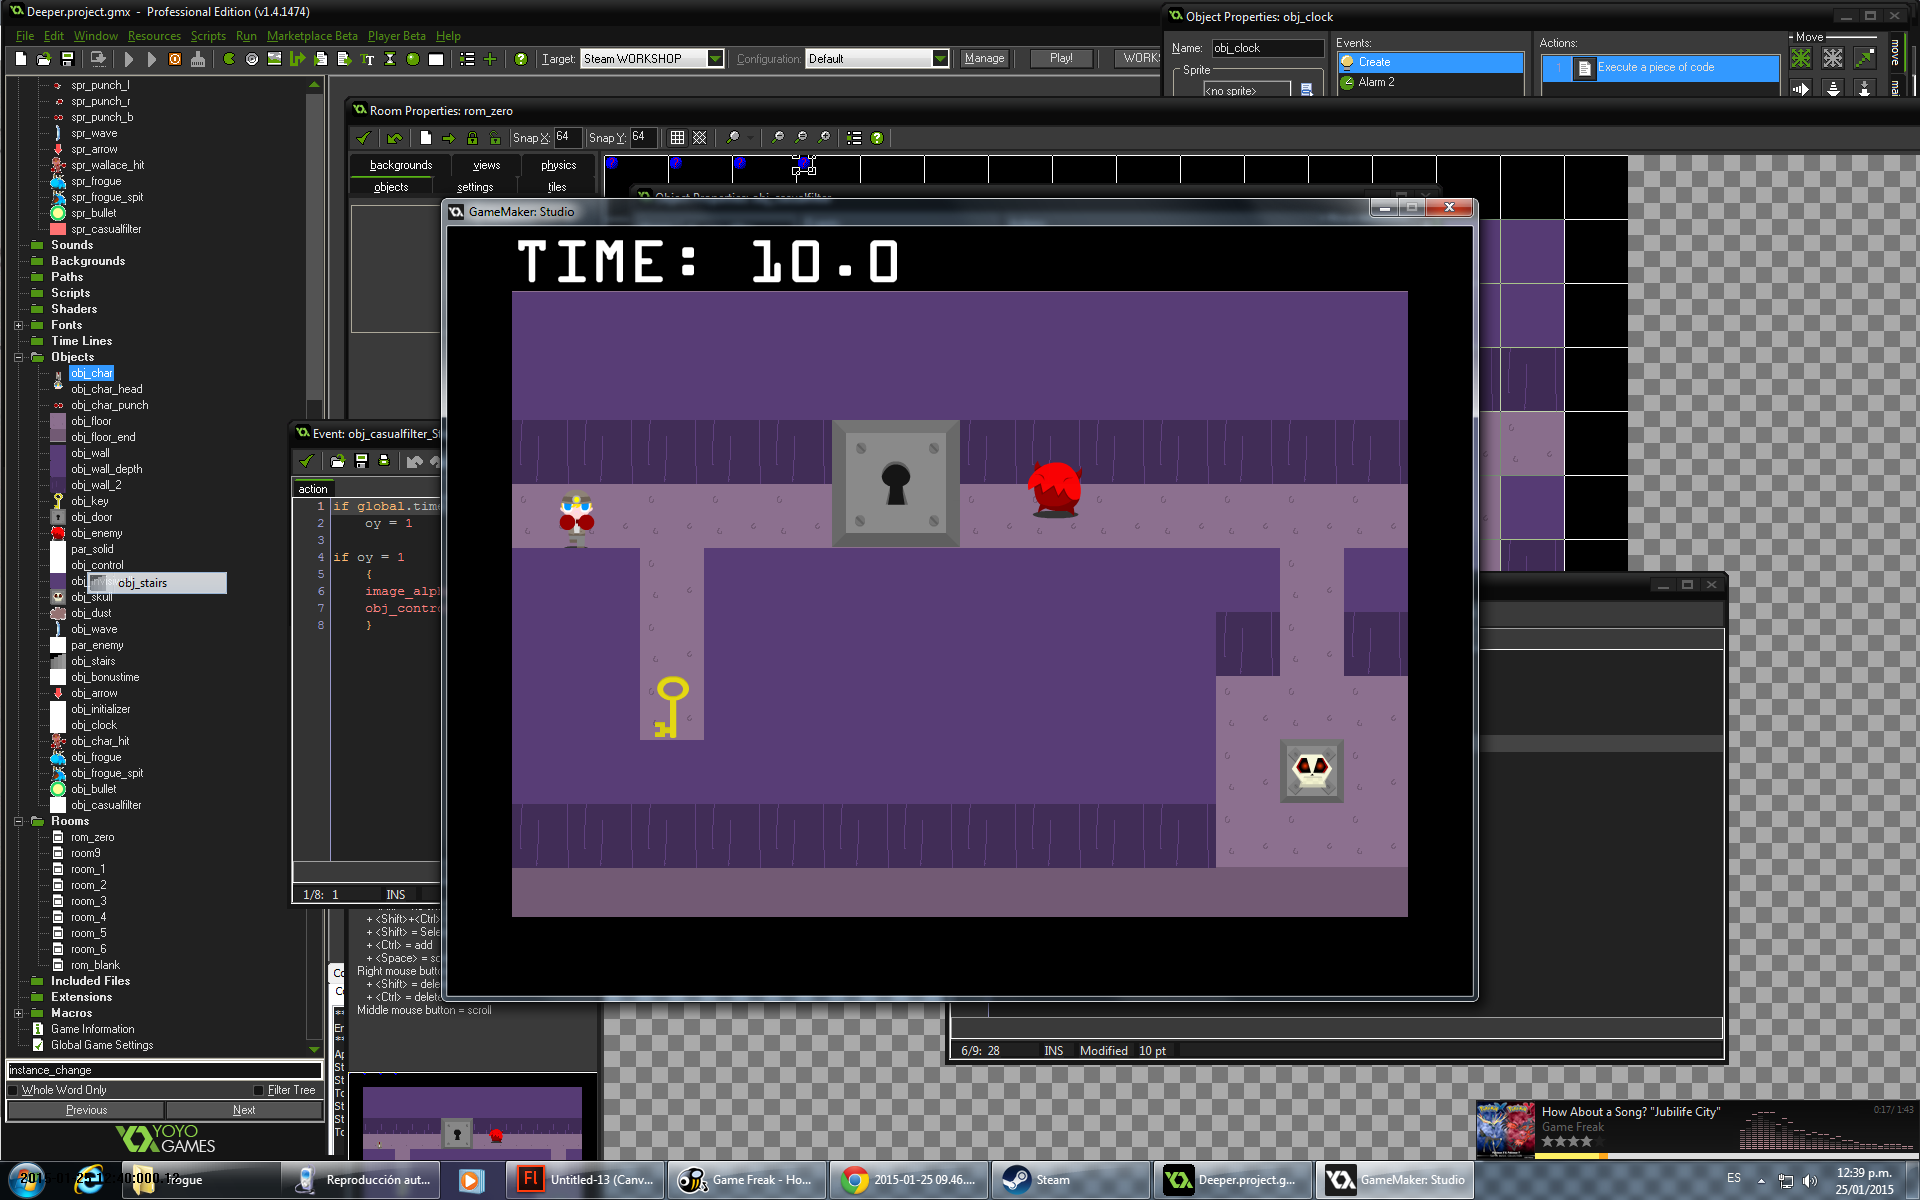 Deeper.project.gmx - Professional Edition (v1.4.1474)
File Edit Window Resources Scripts Run Marketplace Beta Player Beta Help
Target: Steam WORKSHOP Configuration: Default Manage Play!
Object Properties: obj_clock
Name: obj_clock
Sprite
<no sprite>
Events:
Create
Alarm 2
Actions:
1 Execute a piece of code
Move
move
spr_punch_l
spr_punch_r
spr_punch_b
spr_wave
spr_arrow
spr_wallace_hit
spr_frogue
spr_frogue_spit
spr_bullet
spr_casualfilter
Sounds
Backgrounds
Paths
Scripts
Shaders
Fonts
Time Lines
Objects
obj_char
obj_char_head
obj_char_punch
obj_floor
obj_floor_end
obj_wall
obj_wall_depth
obj_wall_2
obj_key
obj_door
obj_enemy
par_solid
obj_control
obj_stairs
obj_skull
obj_dust
obj_wave
par_enemy
obj_stairs
obj_bonustime
obj_arrow
obj_initializer
obj_clock
obj_char_hit
obj_frogue
obj_frogue_spit
obj_bullet
obj_casualfilter
Rooms
rom_zero
room9
room_1
room_2
room_3
room_4
room_5
room_6
rom_blank
Included Files
Extensions
Macros
Game Information
Global Game Settings
instance_change
Whole Word Only Filter Tree
Previous Next
YOYO
GAMES
Room Properties: rom_zero
Snap X: 64 Snap Y: 64
backgrounds views physics
objects settings tiles
Object Properties: obj_casualfilter
GameMaker: Studio
TIME: 10.0
Event: obj_casualfilter_St
action
1 if global.time
2 oy = 1
3
4 if oy = 1
5 {
6 image_alph
7 obj_contro
8 }
1/8: 1 INS
+ <Shift>+<Ctrl>
+ <Shift> = Sele
+ <Ctrl> = add
+ <Space> = sc
Right mouse butto
+ <Shift> = dele
+ <Ctrl> = delet
Middle mouse button = scroll
6/9: 28 INS Modified 10 pt
How About a Song? "Jubilife City"
Game Freak
0:17/ 1:43
frogue
Reproducción aut...
Untitled-13 (Canv...
Game Freak - Ho...
2015-01-25 09.46....
Steam
Deeper.project.g...
GameMaker: Studio
ES
12:39 p.m.
25/01/2015